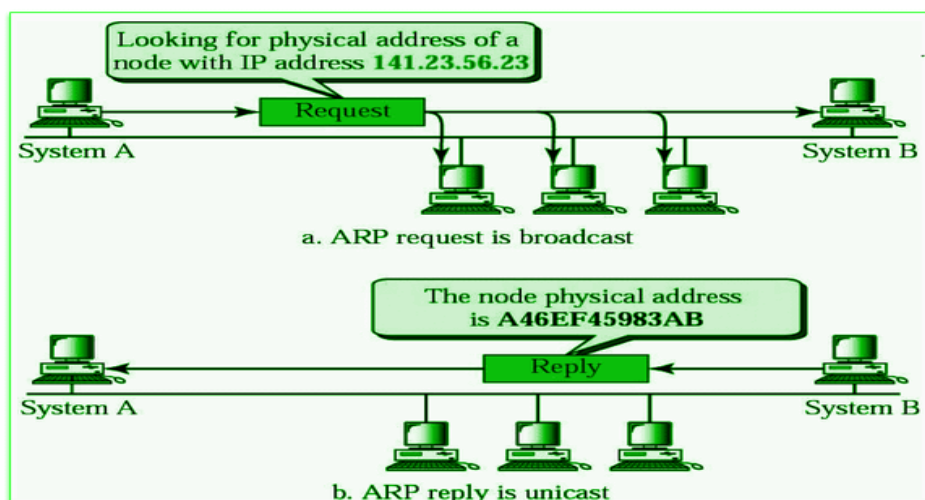 Looking for physical address of a
node with IP address 141.23.56.23
Request
System A
System B
a. ARP request is broadcast
The node physical address
is A46EF45983AB
Reply
System A
System B
b. ARP reply is unicast